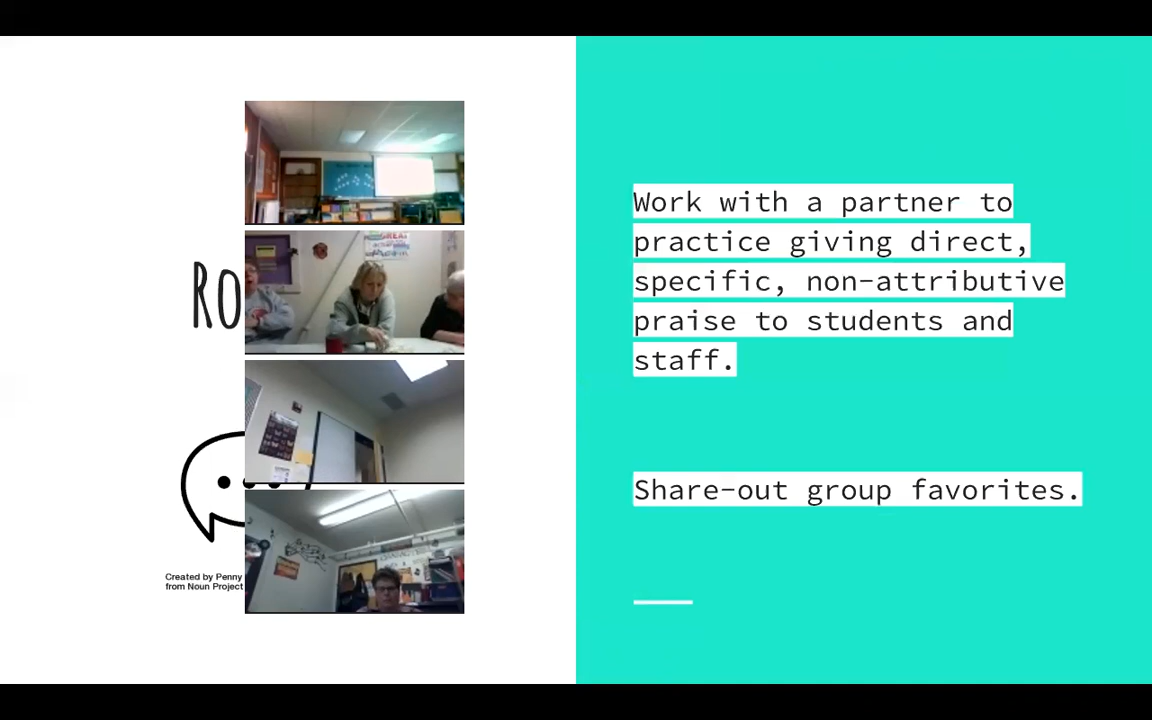 RO
Created by Penny
from Noun Project
Work with a partner to
practice giving direct,
specific, non-attributive
praise to students and
staff.
Share-out group favorites.